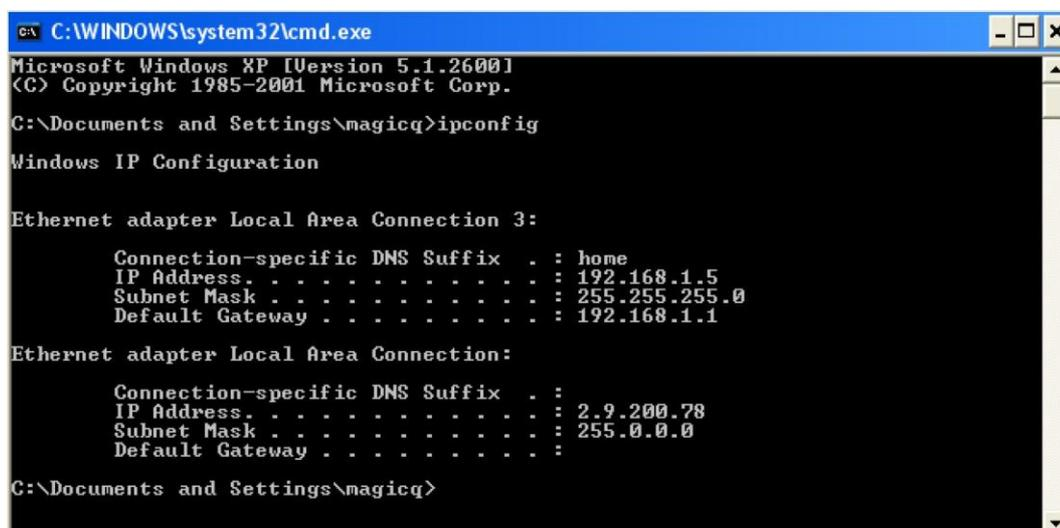 C:\WINDOWS\system32\cmd.exe
Microsoft Windows XP [Version 5.1.2600]
(C) Copyright 1985-2001 Microsoft Corp.
C:\Documents and Settings\magicq>ipconfig
Windows IP Configuration
Ethernet adapter Local Area Connection 3:
Connection-specific DNS Suffix . : home
IP Address. . . . . . . . . . . . : 192.168.1.5
Subnet Mask . . . . . . . . . . . : 255.255.255.0
Default Gateway . . . . . . . . . : 192.168.1.1
Ethernet adapter Local Area Connection:
Connection-specific DNS Suffix . :
IP Address. . . . . . . . . . . . : 2.9.200.78
Subnet Mask . . . . . . . . . . . : 255.0.0.0
Default Gateway . . . . . . . . . :
C:\Documents and Settings\magicq>